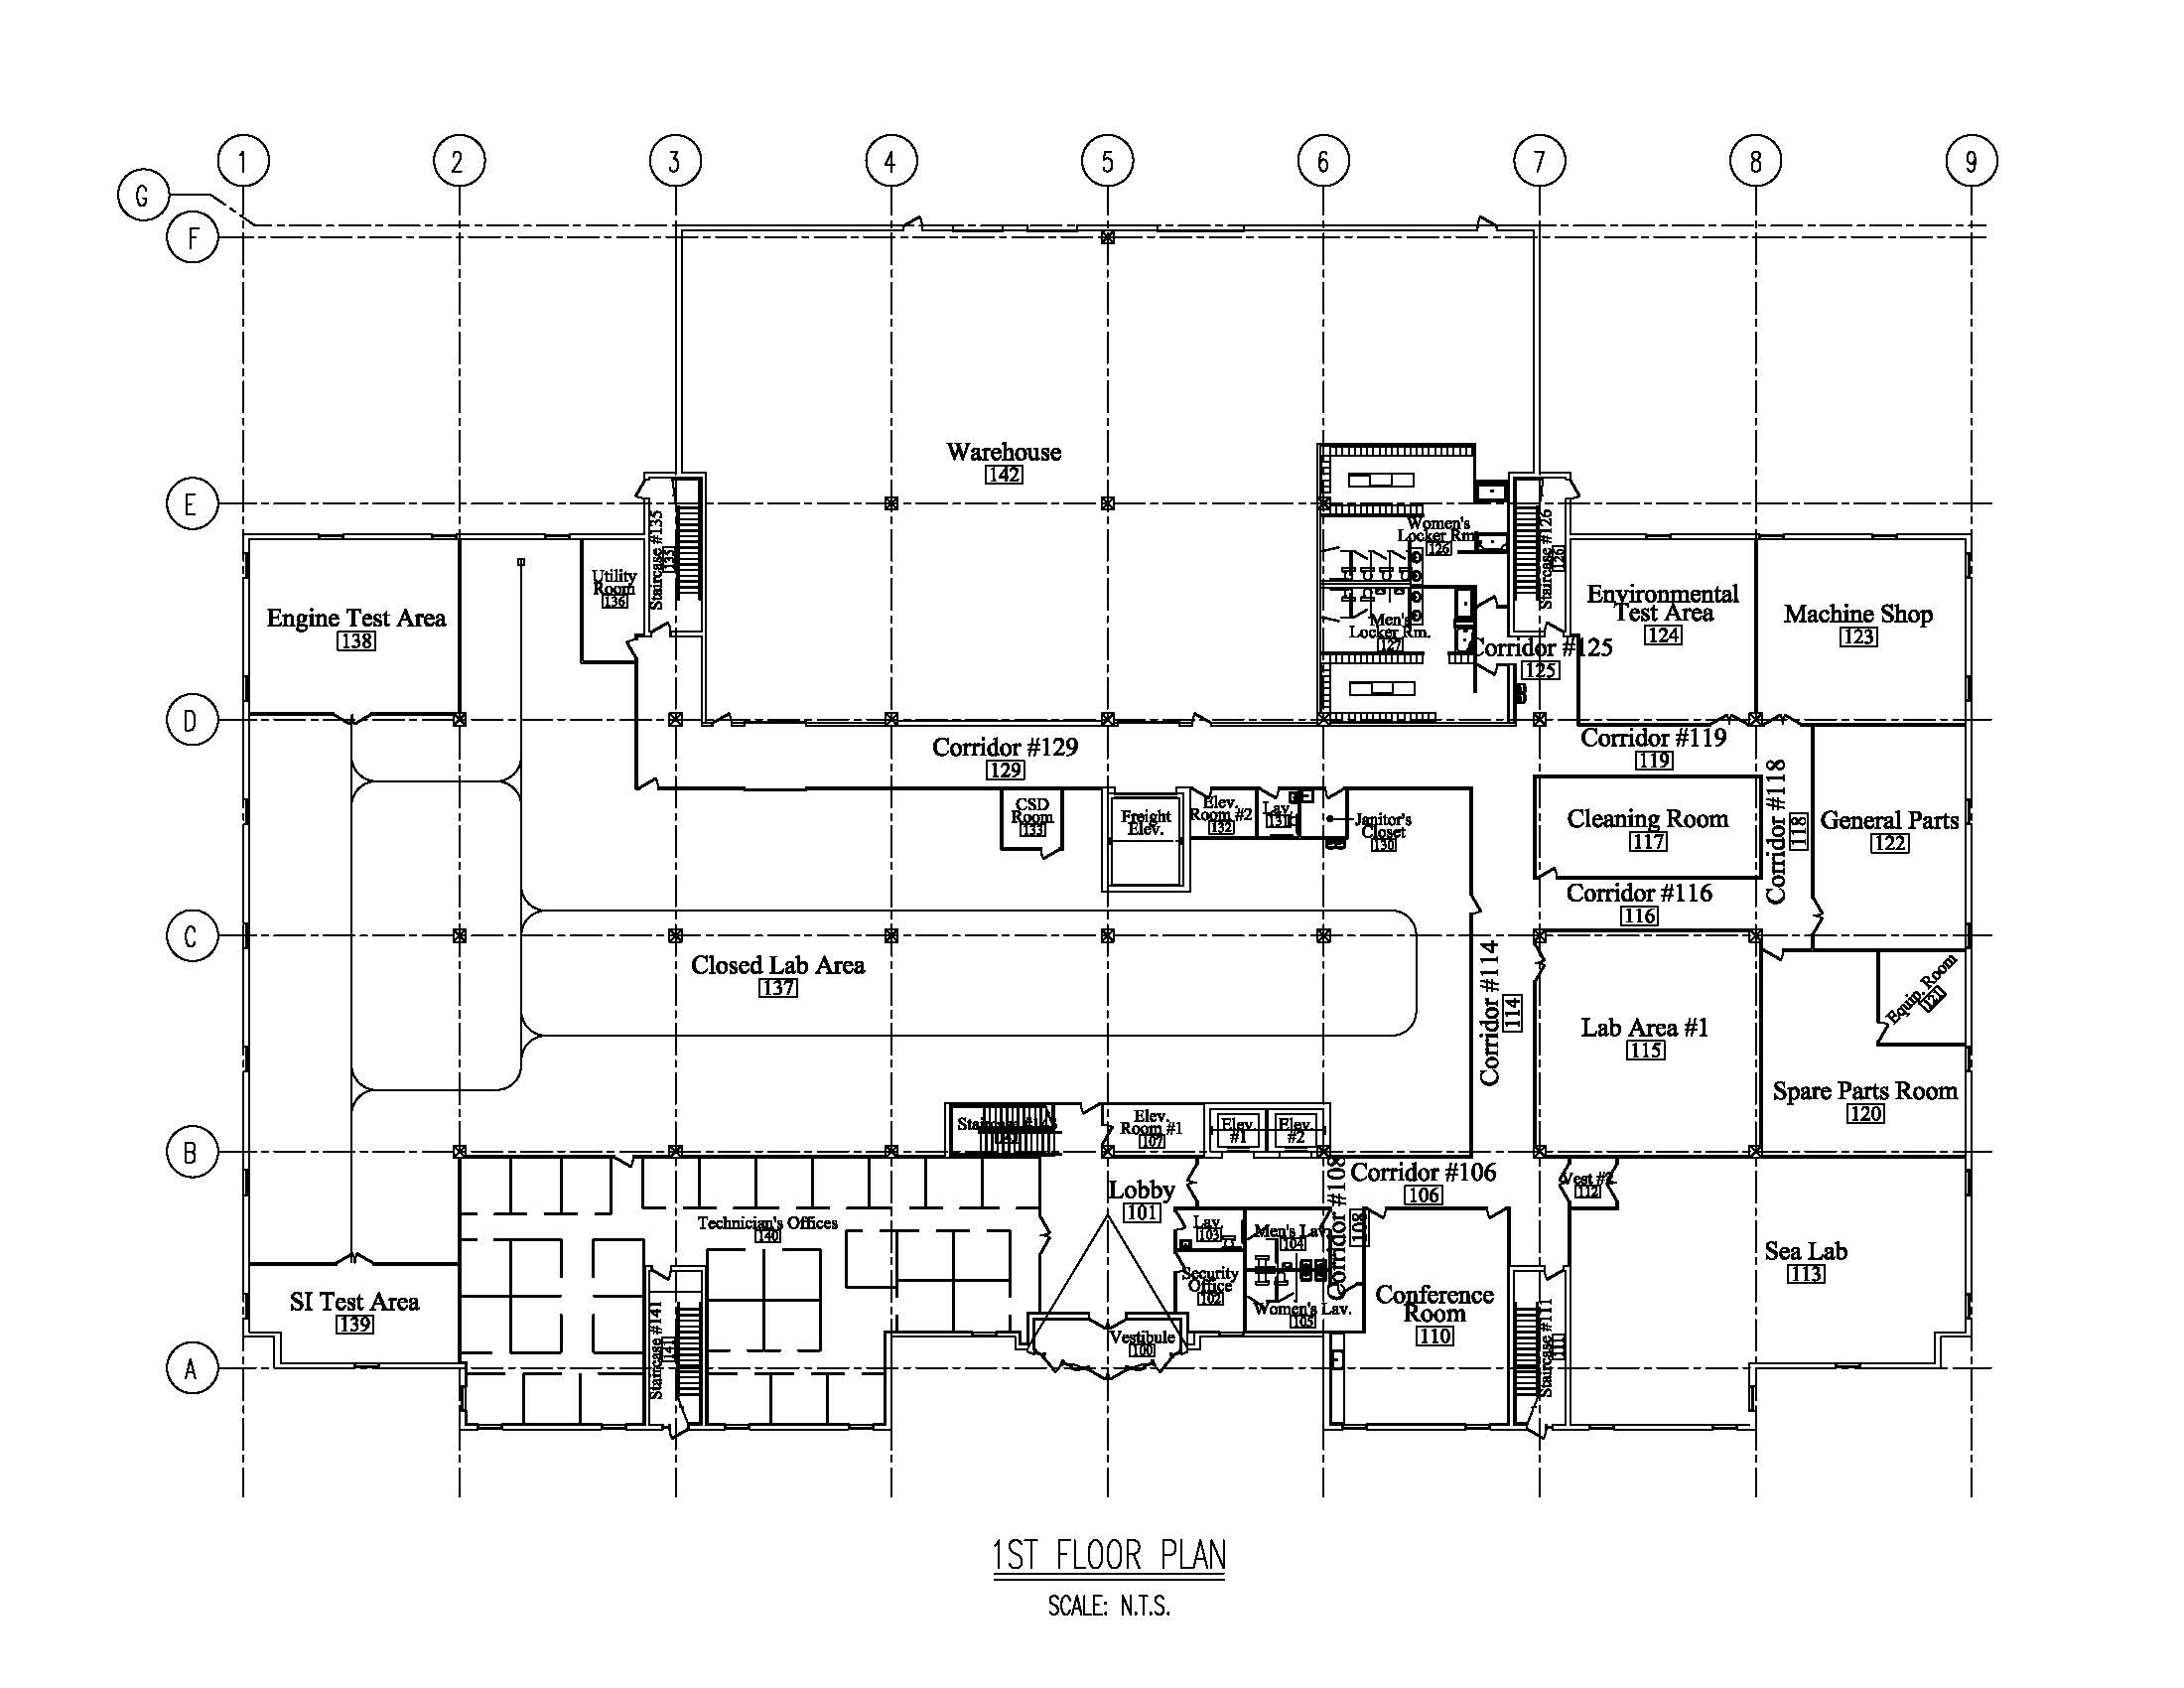 1 2 3 4 5 6 7 8 9
G
F
E
D
C
B
A
Warehouse
142
Women's
Locker Rm.
126
Men's
Locker Rm.
127
Staircase #135
135
Staircase #126
126
Utility
Room
136
Engine Test Area
138
Environmental
Test Area
124
Machine Shop
123
Corridor #125
125
Corridor #129
129
Corridor #119
119
Corridor #118
118
CSD
Room
133
Freight
Elev.
Elev.
Room #2
132
Lav.
131
Janitor's
Closet
130
Cleaning Room
117
General Parts
122
Corridor #116
116
Closed Lab Area
137
Corridor #114
114
Lab Area #1
115
Equip. Room
121
Spare Parts Room
120
Elev.
Room #1
107
Elev.
#1
Elev.
#2
Lobby
101
Corridor #108
108
Corridor #106
106
Vest #2
112
Technician's Offices
140
Lav.
103
Men's Lav.
104
Security
Office
102
Women's Lav.
105
Sea Lab
113
SI Test Area
139
Staircase #141
141
Conference
Room
110
Staircase #111
111
Vestibule
100
1ST FLOOR PLAN
SCALE: N.T.S.